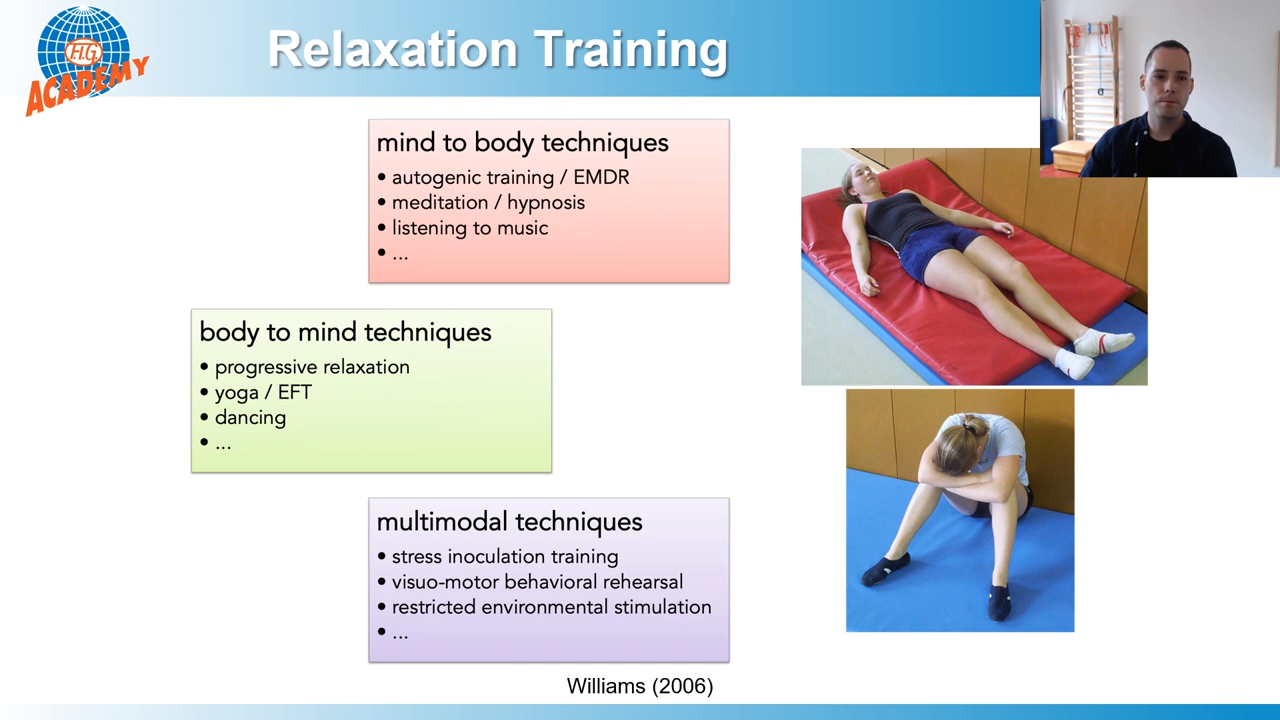 F.I.G.
ACADEMY
Relaxation Training
mind to body techniques
• autogenic training / EMDR
• meditation / hypnosis
• listening to music
• ...
body to mind techniques
• progressive relaxation
• yoga / EFT
• dancing
• ...
multimodal techniques
• stress inoculation training
• visuo-motor behavioral rehearsal
• restricted environmental stimulation
• ...
Williams (2006)